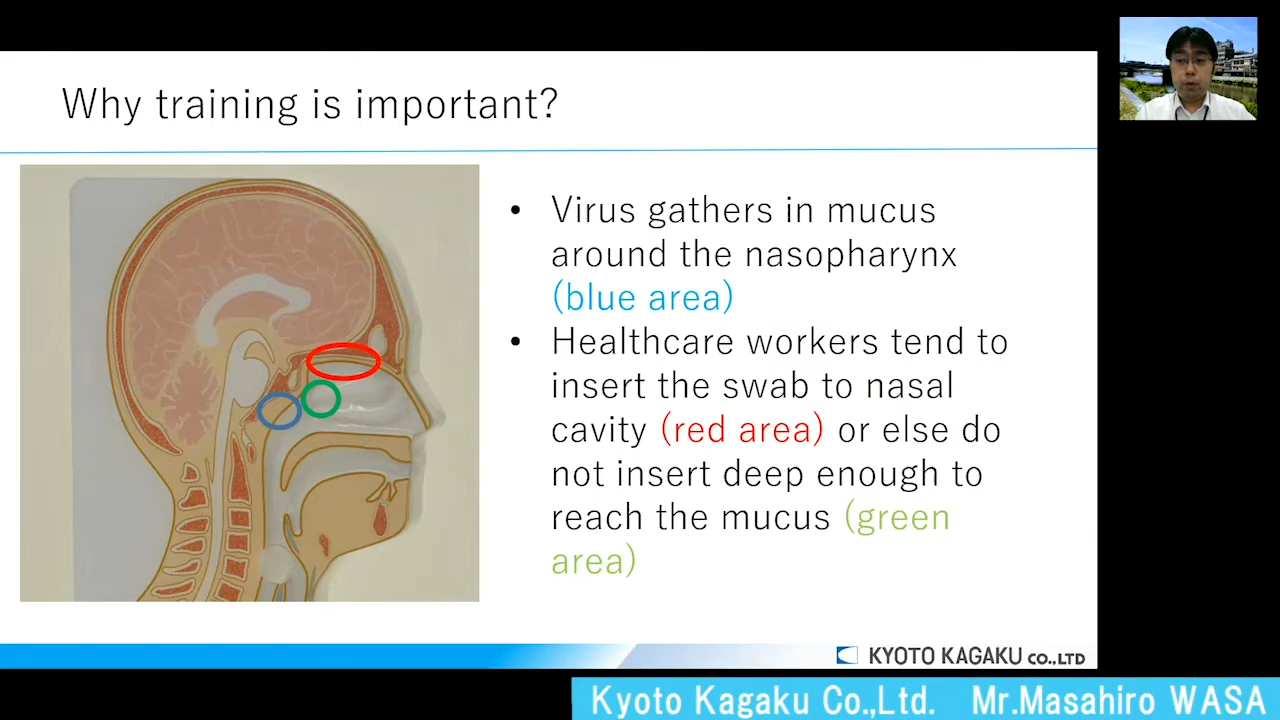 Why training is important?
• Virus gathers in mucus
around the nasopharynx
(blue area)
• Healthcare workers tend to
insert the swab to nasal
cavity (red area) or else do
not insert deep enough to
reach the mucus (green
area)
KYOTO KAGAKU CO.,LTD
Kyoto Kagaku Co.,Ltd. Mr.Masahiro WASA